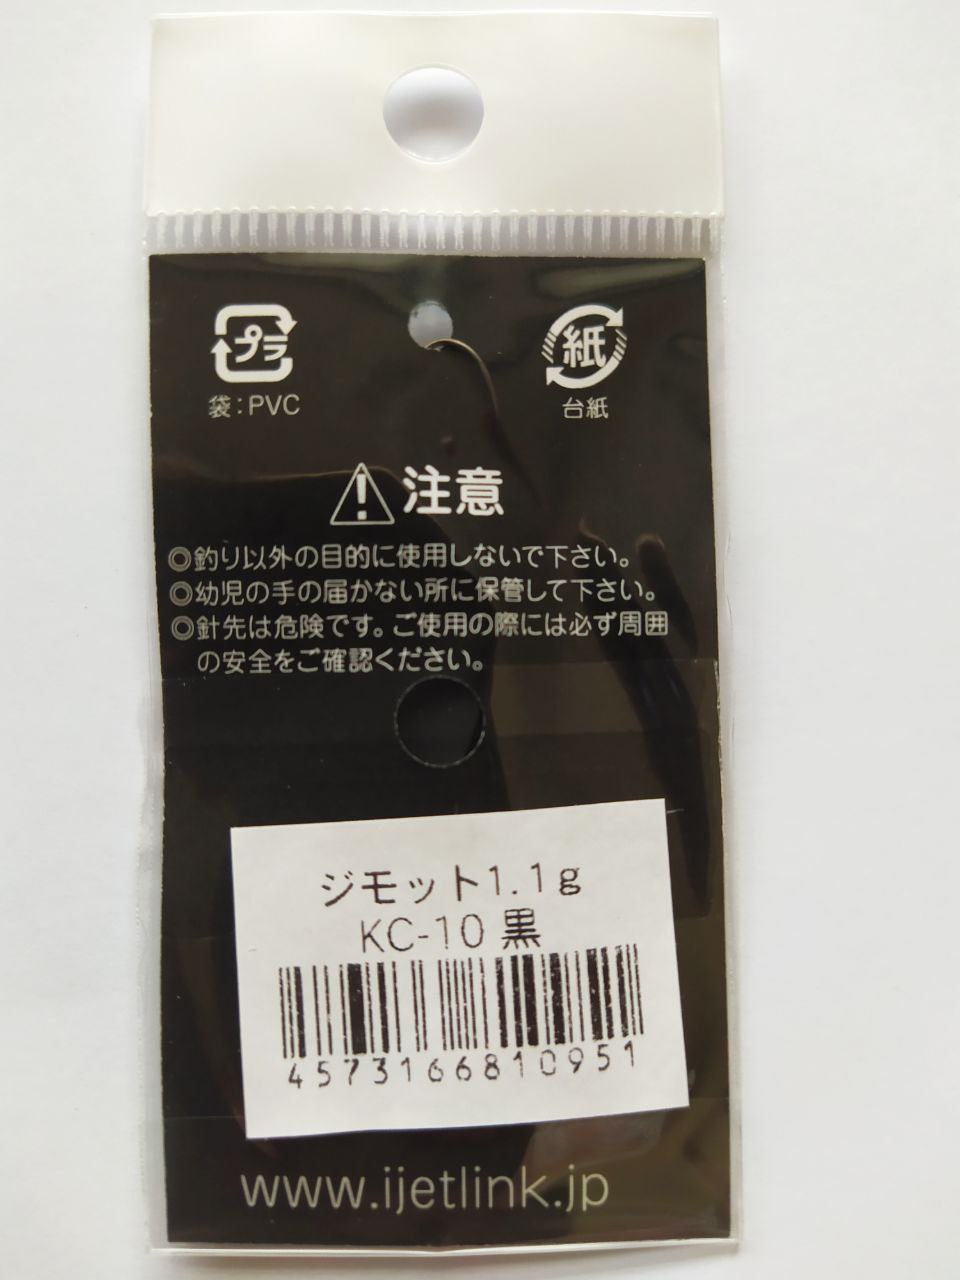 プラ
紙
袋：PVC
台紙
注意
◎釣り以外の目的に使用しないで下さい。
◎幼児の手の届かない所に保管して下さい。
◎針先は危険です。ご使用の際には必ず周囲
の安全をご確認ください。
ジモット1.1g
KC-10 黒
4573166810951
www.ijetlink.jp